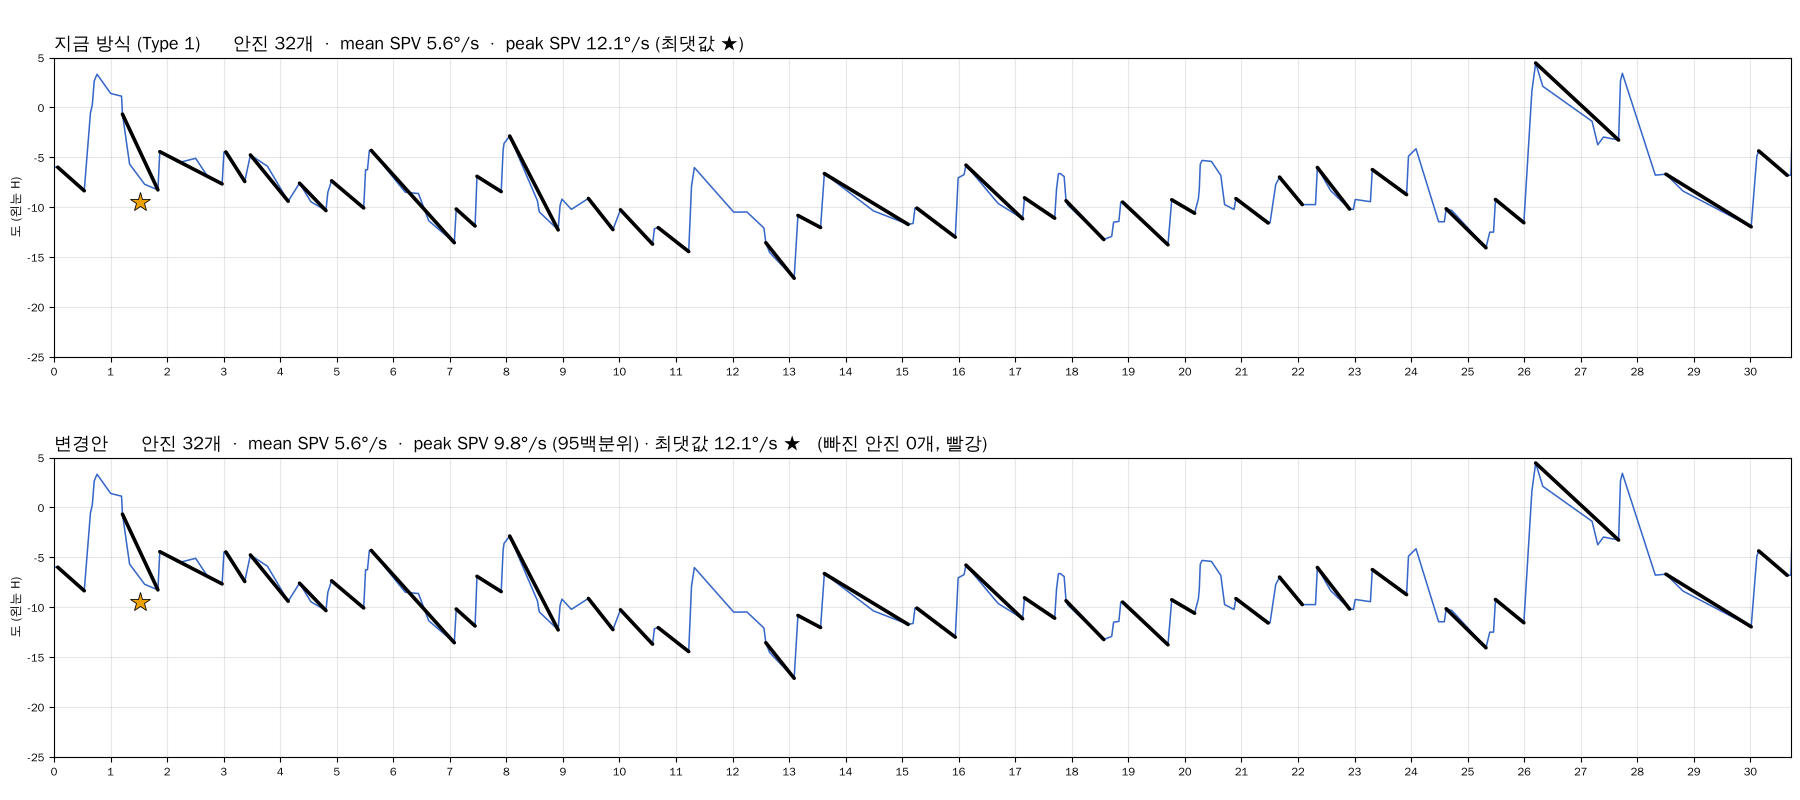 지금 방식 (Type 1)   안진 32개 · mean SPV 5.6°/s · peak SPV 12.1°/s (최댓값 ★)
5
0
-5
-10
-15
-20
-25
도 (왼눈 H)
0 1 2 3 4 5 6 7 8 9 10 11 12 13 14 15 16 17 18 19 20 21 22 23 24 25 26 27 28 29 30
변경안   안진 32개 · mean SPV 5.6°/s · peak SPV 9.8°/s (95백분위) · 최댓값 12.1°/s ★ (빠진 안진 0개, 빨강)
5
0
-5
-10
-15
-20
-25
도 (왼눈 H)
0 1 2 3 4 5 6 7 8 9 10 11 12 13 14 15 16 17 18 19 20 21 22 23 24 25 26 27 28 29 30